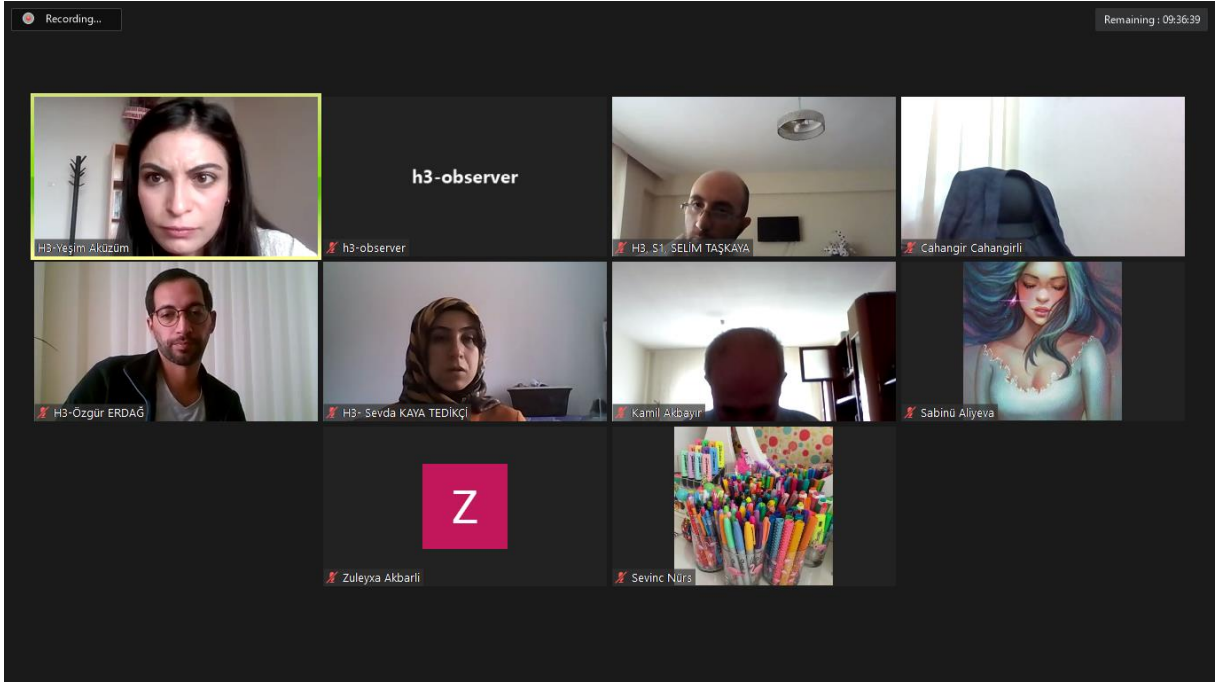 Recording...
Remaining : 09:36:39
H3-Yeşim Aküzüm
h3-observer
h3-observer
H3, S1, SELİM TAŞKAYA
Cahangir Cahangirli
H3-Özgür ERDAĞ
H3- Sevda KAYA TEDİKÇİ
Kamil Akbayır
Sabinü Aliyeva
Z
Zuleyxa Akbarli
Sevinc Nürs